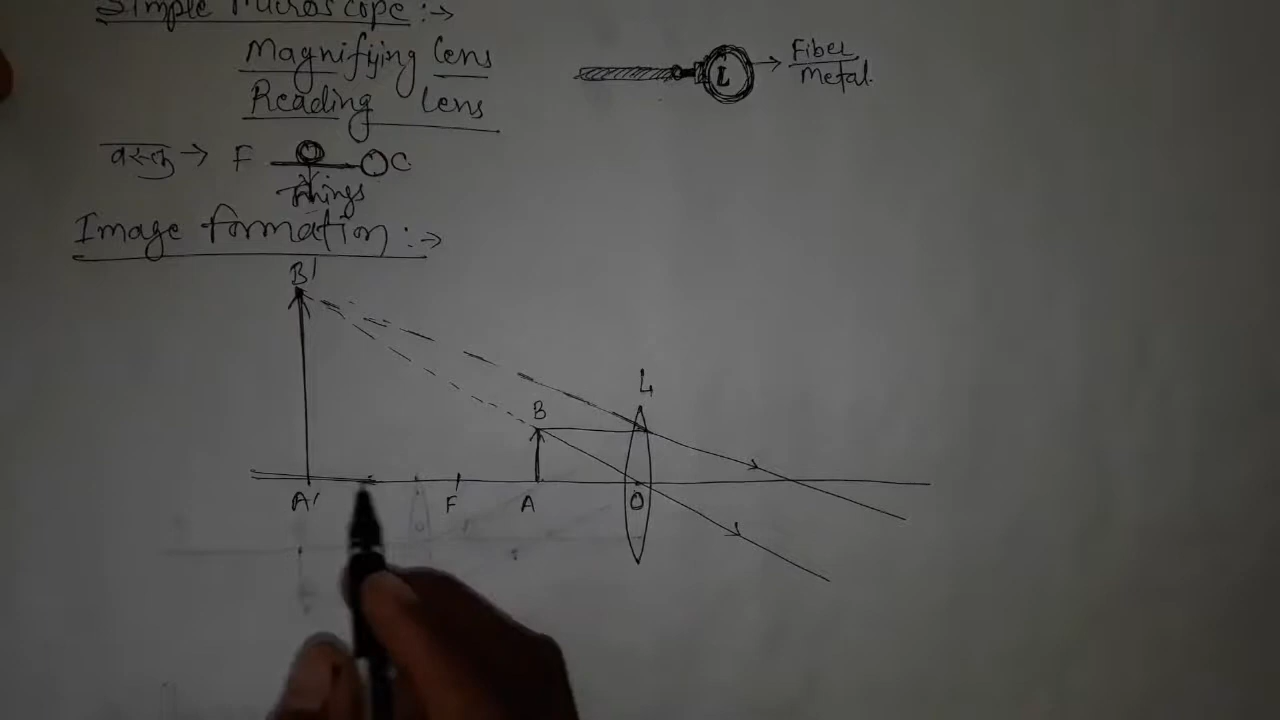 Simple Microscope :->
Magnifying Lens
Reading Lens
L → Fiber
Metal.
वस्तु → F C
Things
Image formation :->
B'
L
B
A' F A O